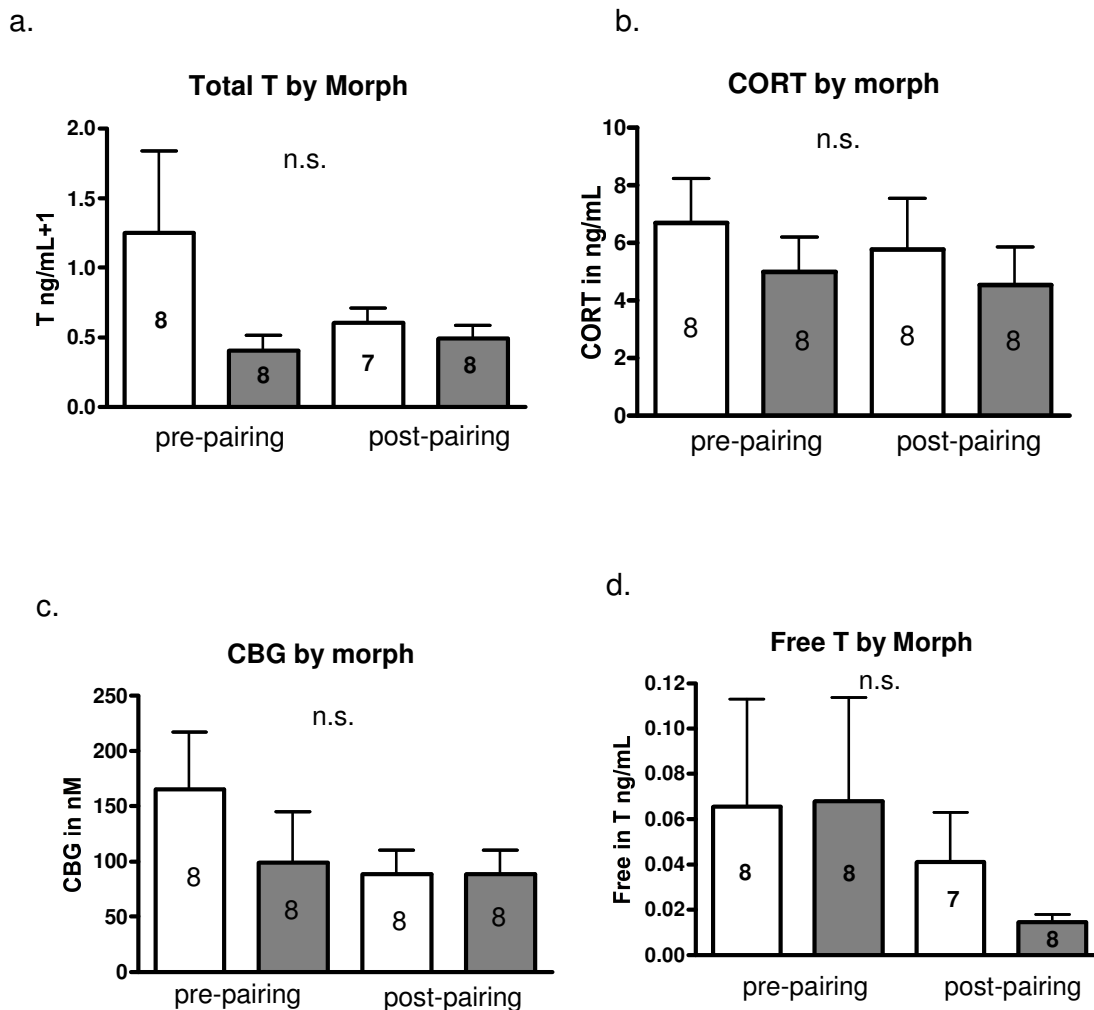 a.
Total T by Morph
n.s.
T ng/mL+1
2.0
1.5
1.0
0.5
0.0
8
8
7
8
pre-pairing post-pairing
b.
CORT by morph
n.s.
CORT in ng/mL
10
8
6
4
2
0
8
8
8
8
pre-pairing post-pairing
c.
CBG by morph
n.s.
CBG in nM
250
200
150
100
50
0
8
8
8
8
pre-pairing post-pairing
d.
Free T by Morph
n.s.
Free in T ng/mL
0.12
0.10
0.08
0.06
0.04
0.02
0.00
8
8
7
8
pre-pairing post-pairing